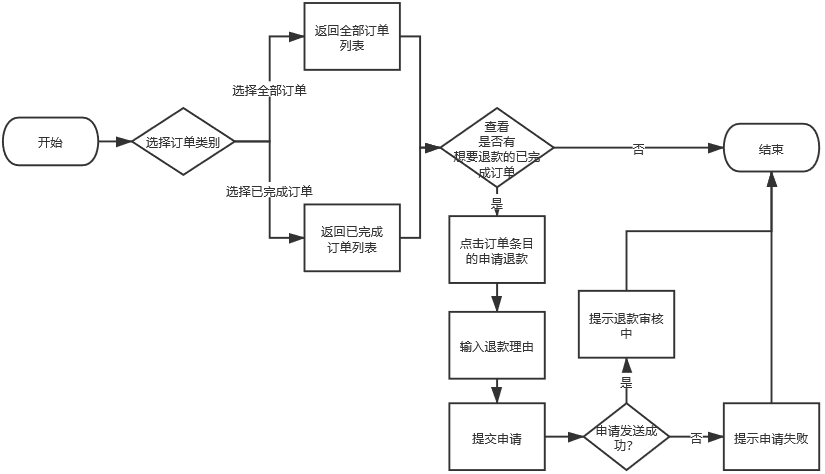 返回全部订单
列表
选择全部订单
开始
选择订单类别
查看
是否有
想要退款的已完
成订单
否
结束
选择已完成订单
返回已完成
订单列表
是
点击订单条目
的申请退款
提示退款审核
中
输入退款理由
是
提交申请
申请发送成
功?
否
提示申请失败